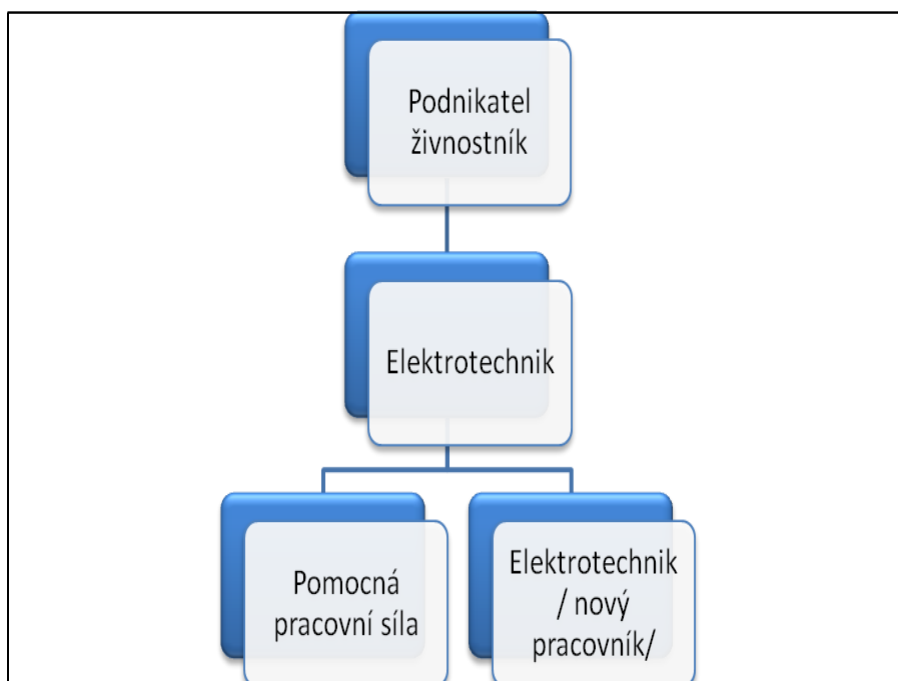 Podnikatel
živnostník
Elektrotechnik
Pomocná
pracovní síla
Elektrotechnik
/ nový
pracovník/